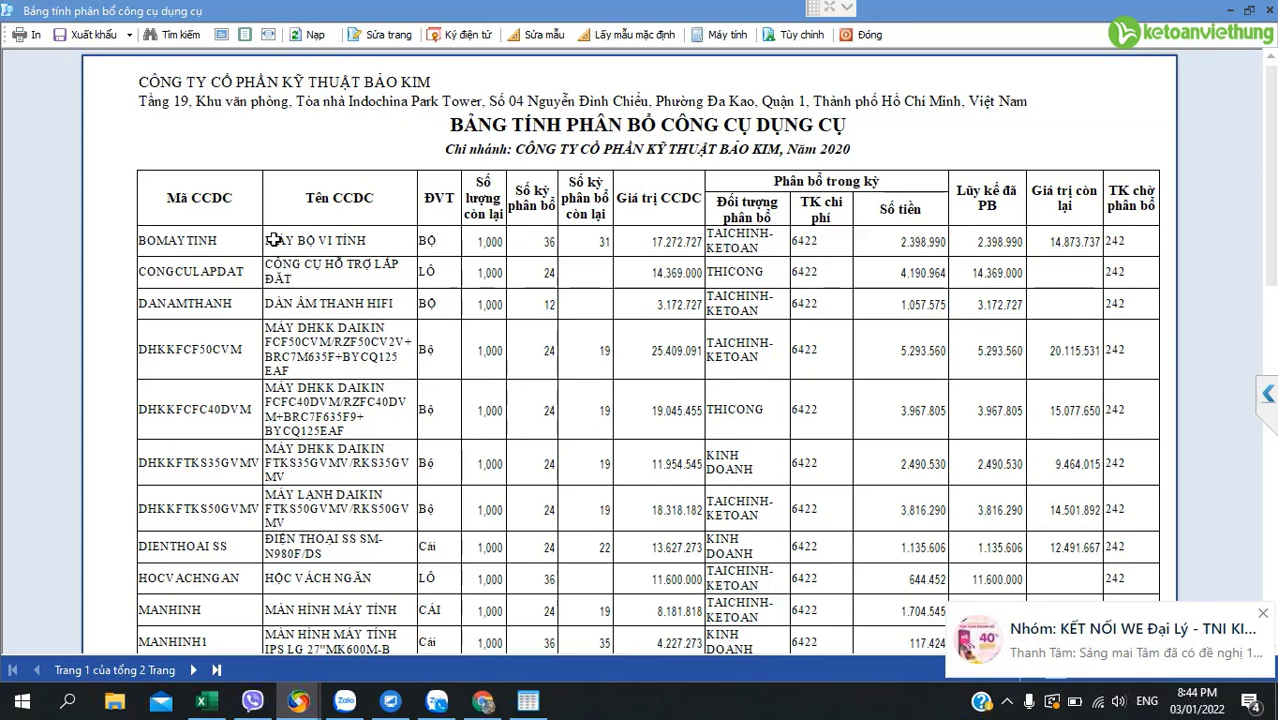 Bảng tính phân bổ công cụ dụng cụ
In Xuất khẩu Tìm kiếm Nạp Sửa trang Ký điện tử Sửa mẫu Lấy mẫu mặc định Máy tính Tùy chỉnh Đóng
ketoanviethung
CÔNG TY CỔ PHẦN KỸ THUẬT BẢO KIM
Tầng 19, Khu văn phòng, Tòa nhà Indochina Park Tower, Số 04 Nguyễn Đình Chiểu, Phường Đa Kao, Quận 1, Thành phố Hồ Chí Minh, Việt Nam
BẢNG TÍNH PHÂN BỔ CÔNG CỤ DỤNG CỤ
Chi nhánh: CÔNG TY CỔ PHẦN KỸ THUẬT BẢO KIM, Năm 2020
Mã CCDC Tên CCDC ĐVT Số lượng còn lại Số kỳ phân bổ Số kỳ phân bổ còn lại Giá trị CCDC Phân bổ trong kỳ Lũy kế đã PB Giá trị còn lại TK chờ phân bổ
Đối tượng phân bổ TK chi phí Số tiền
BOMAYTINH MÁY BỘ VI TÍNH BỘ 1,000 36 31 17.272.727 TAICHINH-KETOAN 6422 2.398.990 2.398.990 14.873.737 242
CONGCULAPDAT CÔNG CỤ HỖ TRỢ LẮP ĐẶT LÔ 1,000 24 14.369.000 THICONG 6422 4.190.964 14.369.000 242
DANAMTHANH DÀN ÂM THANH HIFI BỘ 1,000 12 3.172.727 TAICHINH-KETOAN 6422 1.057.575 3.172.727 242
DHKKFCF50CVM MÁY DHKK DAIKIN FCF50CVM/RZF50CV2V+BRC7M635F+BYCQ125EAF Bộ 1,000 24 19 25.409.091 TAICHINH-KETOAN 6422 5.293.560 5.293.560 20.115.531 242
DHKKFCFC40DVM MÁY DHKK DAIKIN FCFC40DVM/RZFC40DVM+BRC7F635F9+BYCQ125EAF Bộ 1,000 24 19 19.045.455 THICONG 6422 3.967.805 3.967.805 15.077.650 242
DHKKFTKS35GVMV MÁY DHKK DAIKIN FTKS35GVMV/RKS35GVMV Bộ 1,000 24 19 11.954.545 KINH DOANH 6422 2.490.530 2.490.530 9.464.015 242
DHKKFTKS50GVMV MÁY LẠNH DAIKIN FTKS50GVMV/RKS50GVMV Bộ 1,000 24 19 18.318.182 TAICHINH-KETOAN 6422 3.816.290 3.816.290 14.501.892 242
DIENTHOAI SS ĐIỆN THOẠI SS SM-N980F/DS Cái 1,000 24 22 13.627.273 KINH DOANH 6422 1.135.606 1.135.606 12.491.667 242
HOCVACHNGAN HỘC VÁCH NGĂN LÔ 1,000 36 11.600.000 TAICHINH-KETOAN 6422 644.452 11.600.000 242
MANHINH MÀN HÌNH MÁY TÍNH CÁI 1,000 24 19 8.181.818 TAICHINH-KETOAN 6422 1.704.545
MANHINH1 MÀN HÌNH MÁY TÍNH IPS LG 27"MK600M-B Cái 1,000 36 35 4.227.273 KINH DOANH 6422 117.424
Nhóm: KẾT NỐI WE Đại Lý - TNI KI...
Thanh Tâm: Sáng mai Tâm đã có đề nghị 1...
40%
Trang 1 của tổng 2 Trang
ENG
8:44 PM
03/01/2022
4